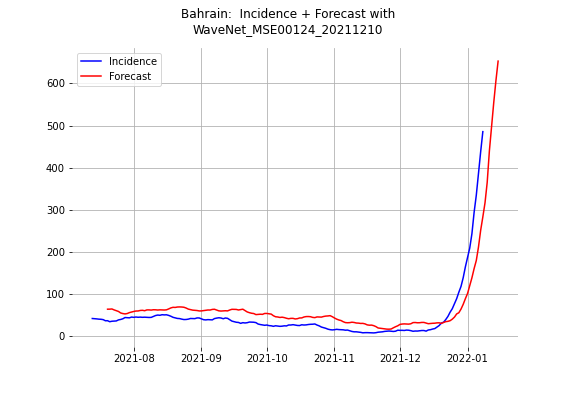 Bahrain:  Incidence + Forecast with
WaveNet_MSE00124_20211210
Incidence
Forecast
600
500
400
300
200
100
0
2021-08 2021-09 2021-10 2021-11 2021-12 2022-01